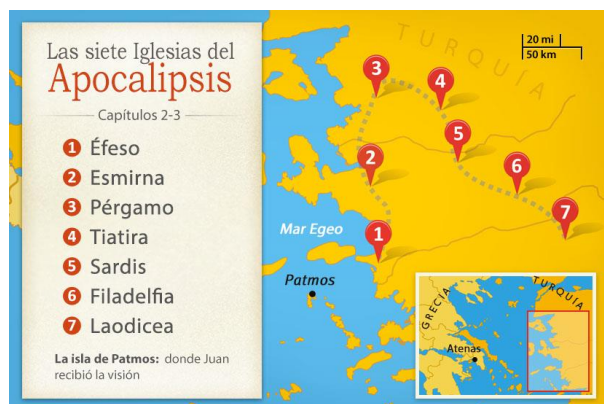 Las siete Iglesias del
Apocalipsis
Capítulos 2-3
1 Éfeso
2 Esmirna
3 Pérgamo
4 Tiatira
5 Sardis
6 Filadelfia
7 Laodicea
La isla de Patmos: donde Juan
recibió la visión
TURQUÍA
20 mi
50 km
3
4
5
2
6
7
1
Mar Egeo
Patmos
GRECIA
TURQUÍA
Atenas